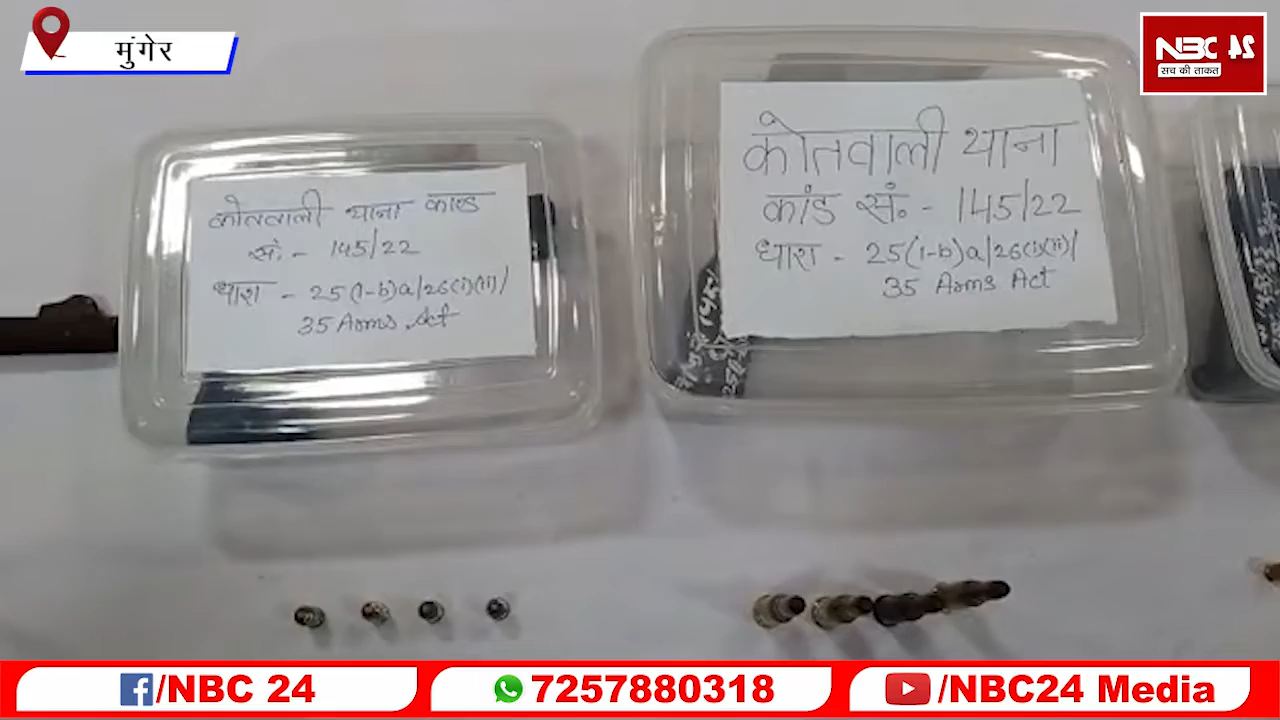 मुंगेर
NBC 24
सच की ताकत
कोतवाली थाना काण्ड
सं.- 145/22
धारा - 25(1-b)a/26(i)(ii)/
35 Arms Act
कोतवाली थाना
कांड सं.- 145/22
धारा - 25(1-b)a/26(i)(ii)/
35 Arms Act
/NBC 24
7257880318
/NBC24 Media